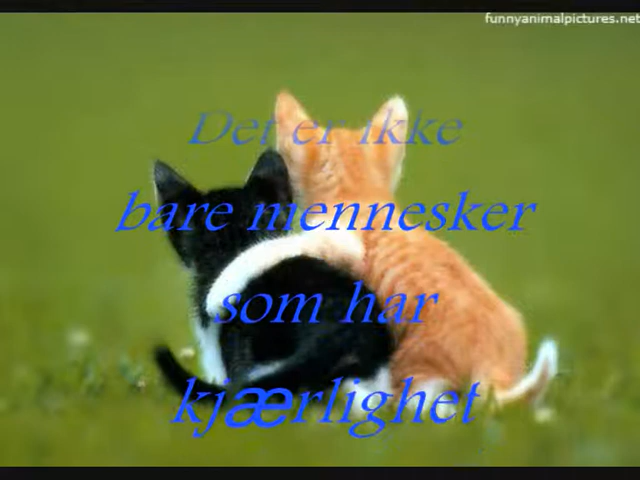 funnyanimalpictures.net
Det er ikke
bare mennesker
som har
kjærlighet